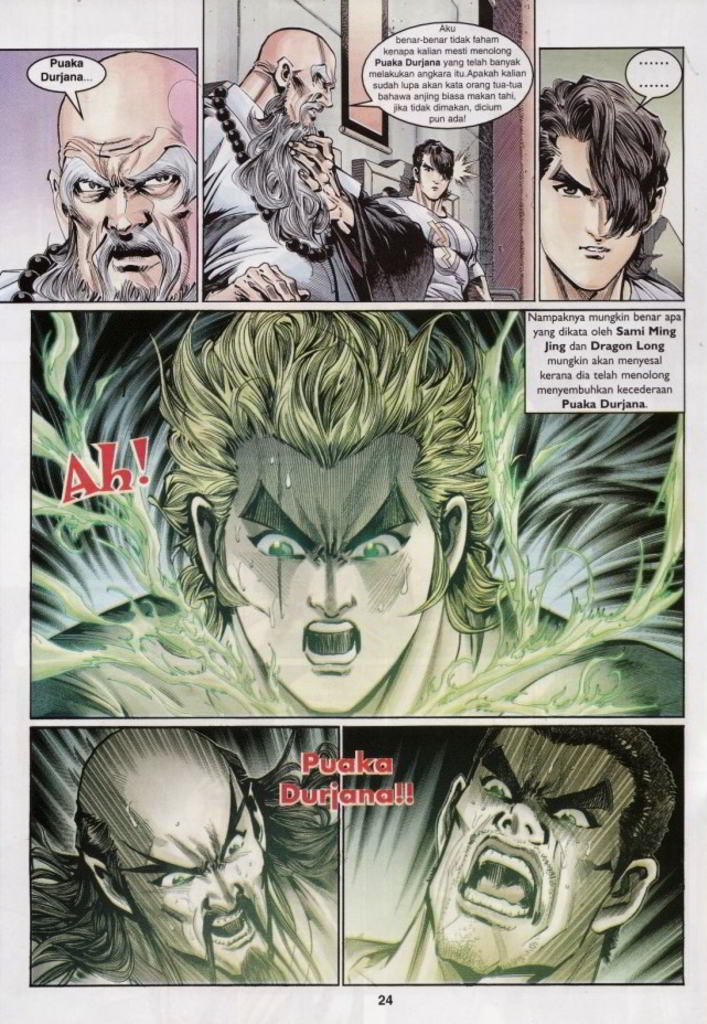 Puaka
Durjana...
Aku
benar-benar tidak faham
kenapa kalian mesti menolong
Puaka Durjana yang telah banyak
melakukan angkara itu.Apakah kalian
sudah lupa akan kata orang tua-tua
bahawa anjing biasa makan tahi,
jika tidak dimakan, dicium
pun ada!
......
......
Nampaknya mungkin benar apa
yang dikata oleh Sami Ming
Jing dan Dragon Long
mungkin akan menyesal
kerana dia telah menolong
menyembuhkan kecederaan
Puaka Durjana.
Ah!
Puaka
Durjana!!
24